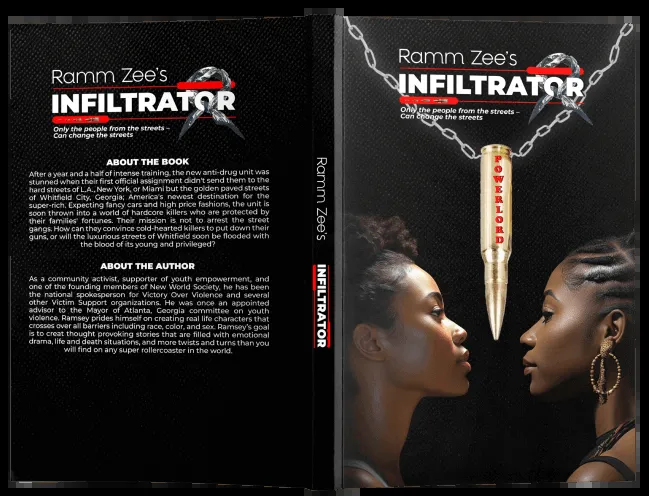 Ramm Zee's
INFILTRATOR
Only the people from the streets –
Can change the streets
ABOUT THE BOOK
After a year and a half of intense training, the new anti-drug unit was
stunned when their first official assignment didn't send them to the
hard streets of L.A., New York, or Miami but the golden paved streets
of Whitfield City, Georgia; America's newest destination for the
super-rich. Expecting fancy cars and high price fashions, the unit is
soon thrown into a world of hardcore killers who are protected by
their families' fortunes. Their mission is not to arrest the street
gangs. How can they convince cold-hearted killers to put down their
guns, or will the luxurious streets of Whitfield soon be flooded with
the blood of its young and privileged?
ABOUT THE AUTHOR
As a community activist, supporter of youth empowerment, and
one of the founding members of New World Society, he has been
the national spokesperson for Victory Over Violence and several
other Victim Support organizations. He was once an appointed
advisor to the Mayor of Atlanta, Georgia committee on youth
violence. Ramsey prides himself on creating real life characters that
crosses over all barriers including race, color, and sex. Ramsey's goal
is to creat thought provoking stories that are filled with emotional
drama, life and death situations, and more twists and turns than you
will find on any super rollercoaster in the world.
Ramm Zee's
INFILTRATOR
Ramm Zee's
INFILTRATOR
Only the people from the streets –
Can change the streets
POWERLORD